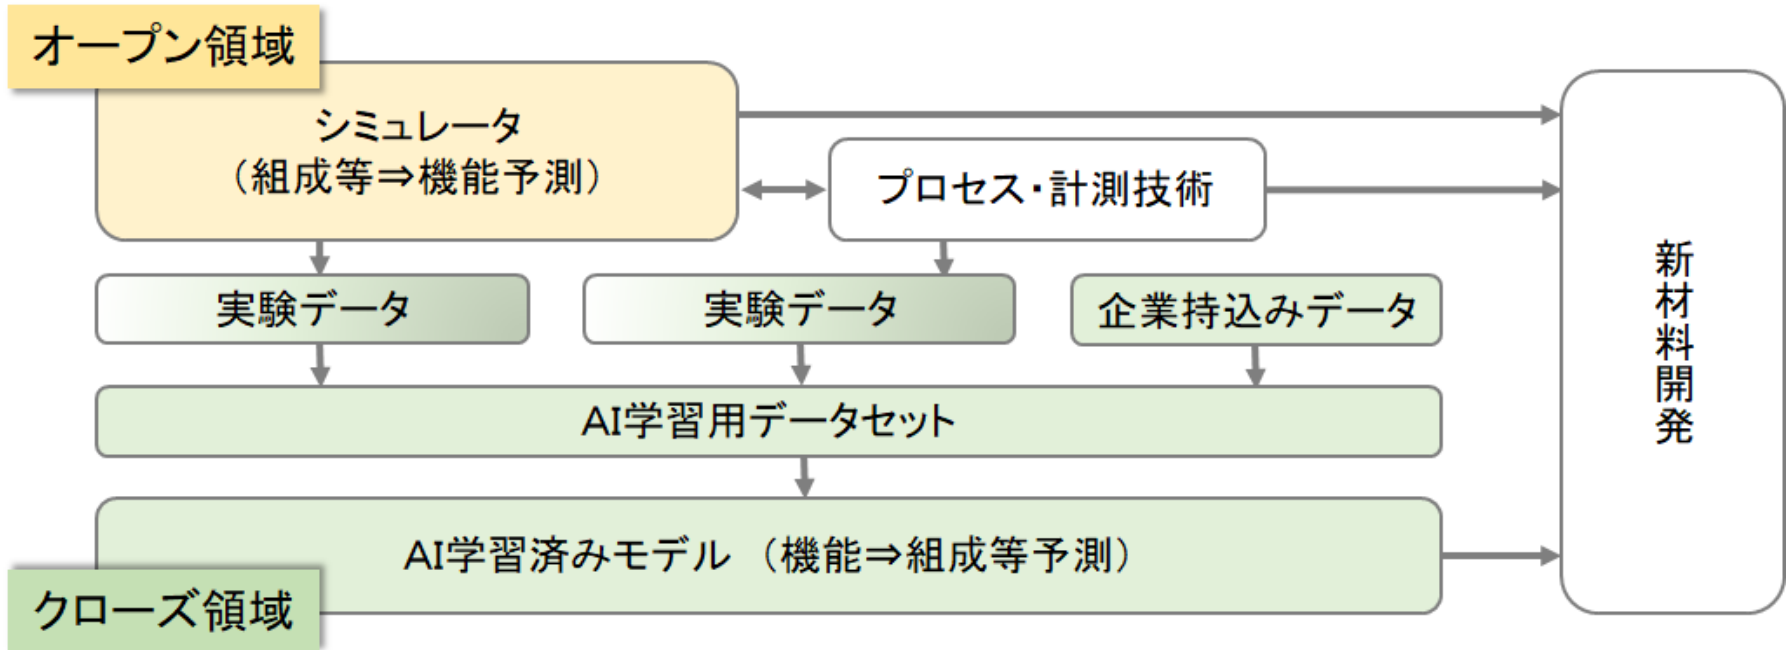 オープン領域
シミュレータ
（組成等⇒機能予測）
プロセス・計測技術
実験データ
実験データ
企業持込みデータ
AI学習用データセット
AI学習済みモデル （機能⇒組成等予測）
クローズ領域
新材料開発